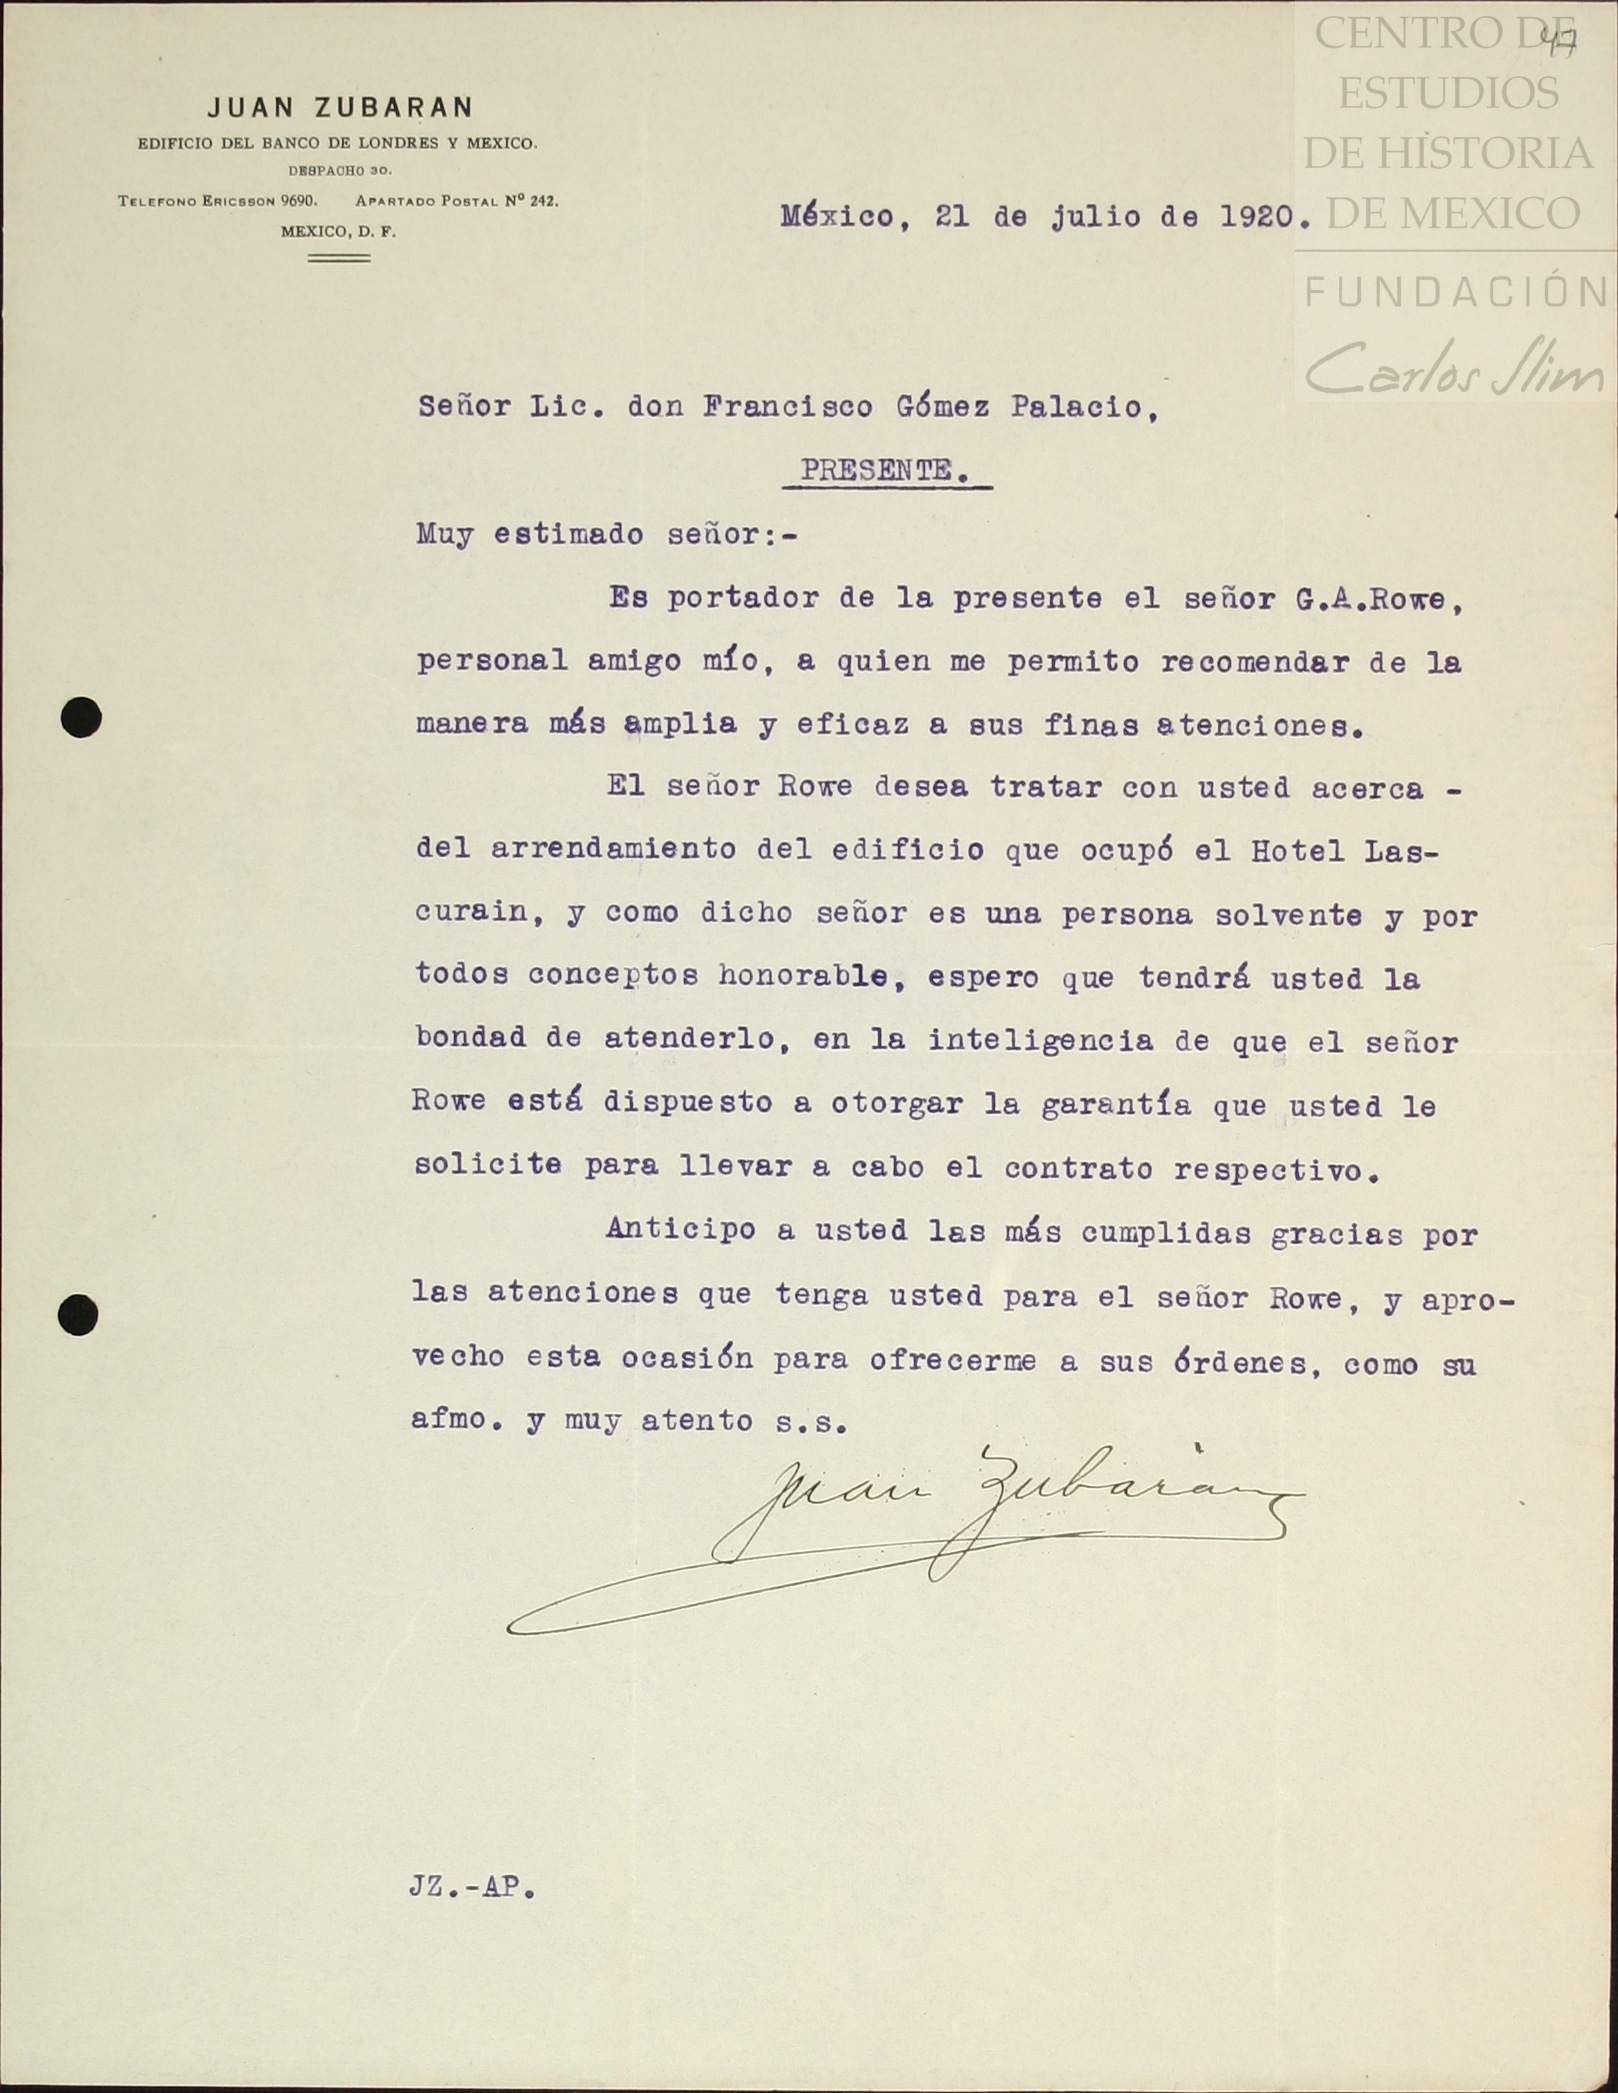 CENTRO DE
ESTUDIOS
DE HISTORIA
DE MEXICO
FUNDACIÓN
Carlos Slim
47
JUAN ZUBARAN
EDIFICIO DEL BANCO DE LONDRES Y MEXICO.
DESPACHO 30.
TELEFONO ERICSSON 9690. APARTADO POSTAL Nº 242.
MEXICO, D. F.
México, 21 de julio de 1920.
Señor Lic. don Francisco Gómez Palacio,
PRESENTE.
Muy estimado señor:-
Es portador de la presente el señor G.A.Rowe,
personal amigo mío, a quien me permito recomendar de la
manera más amplia y eficaz a sus finas atenciones.
El señor Rowe desea tratar con usted acerca -
del arrendamiento del edificio que ocupó el Hotel Las-
curain, y como dicho señor es una persona solvente y por
todos conceptos honorable, espero que tendrá usted la
bondad de atenderlo, en la inteligencia de que el señor
Rowe está dispuesto a otorgar la garantía que usted le
solicite para llevar a cabo el contrato respectivo.
Anticipo a usted las más cumplidas gracias por
las atenciones que tenga usted para el señor Rowe, y apro-
vecho esta ocasión para ofrecerme a sus órdenes, como su
afmo. y muy atento s.s.
Juan Zubaran
JZ.-AP.